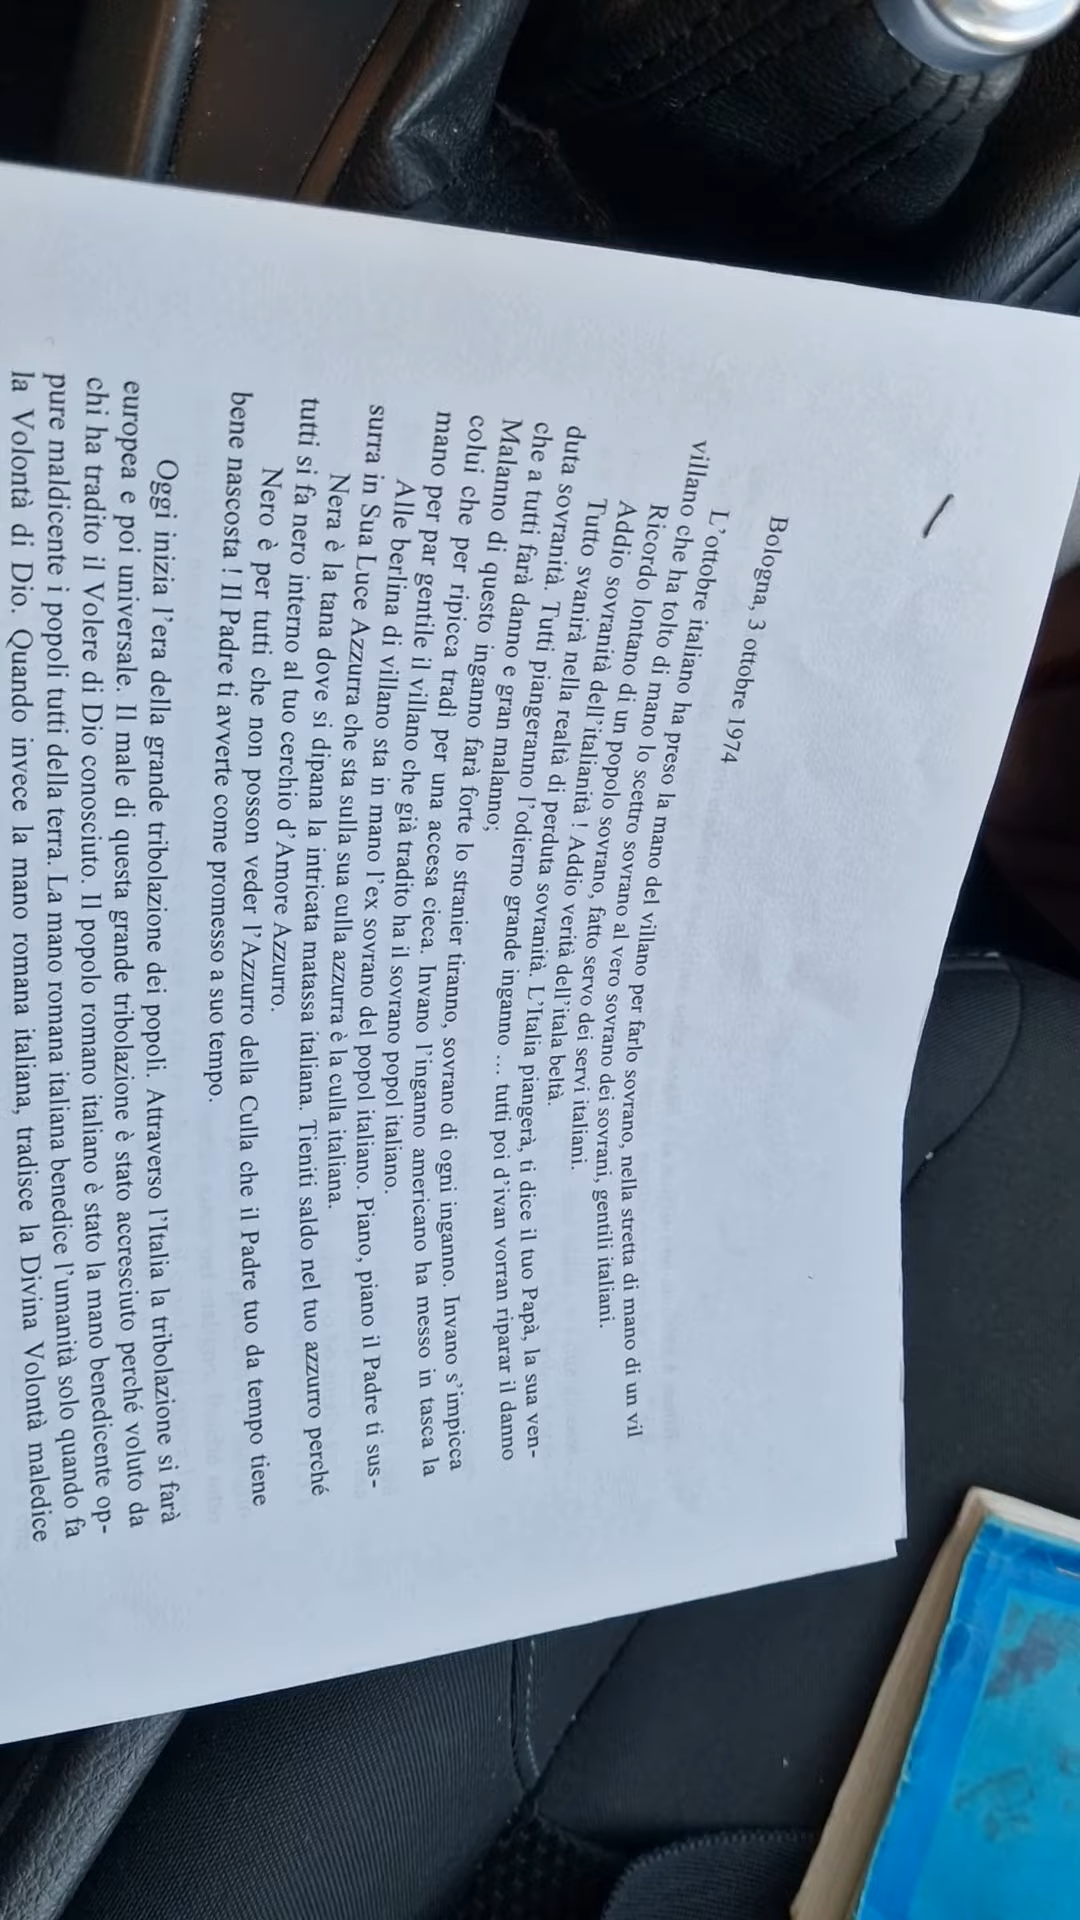 Bologna, 3 ottobre 1974
L'ottobre italiano ha preso la mano del villano per farlo sovrano, nella stretta di mano di un vil
villano che ha tolto di mano lo scettro sovrano al vero sovrano dei sovrani, gentili italiani.
Ricordo lontano di un popolo sovrano, fatto servo dei servi italiani.
Addio sovranità dell'italianità ! Addio verità dell'itala beltà.
Tutto svanirà nella realtà di perduta sovranità. L'Italia piangerà, ti dice il tuo Papà, la sua ven-
duta sovranità. Tutti piangeranno l'odierno grande inganno ... tutti poi d'ivan vorran riparar il danno
che a tutti farà danno e gran malanno;
Malanno di questo inganno farà forte lo stranier tiranno, sovrano di ogni inganno. Invano s'impicca
colui che per ripicca tradì per una accesa cieca. Invano l'inganno americano ha messo in tasca la
mano per par gentile il villano che già tradito ha il sovrano popol italiano.
Alle berlina di villano sta in mano l'ex sovrano del popol italiano. Piano, piano il Padre ti sus-
surra in Sua Luce Azzurra che sta sulla sua culla azzurra è la culla italiana.
Nera è la tana dove si dipana la intricata matassa italiana. Tieniti saldo nel tuo azzurro perché
tutti si fa nero interno al tuo cerchio d'Amore Azzurro.
Nero è per tutti che non posson veder l'Azzurro della Culla che il Padre tuo da tempo tiene
bene nascosta ! Il Padre ti avverte come promesso a suo tempo.
Oggi inizia l'era della grande tribolazione dei popoli. Attraverso l'Italia la tribolazione si farà
europea e poi universale. Il male di questa grande tribolazione è stato accresciuto perché voluto da
chi ha tradito il Volere di Dio conosciuto. Il popolo romano italiano è stato la mano benedicente op-
pure maldicente i popoli tutti della terra. La mano romana italiana benedice l'umanità solo quando fa
la Volontà di Dio. Quando invece la mano romana italiana, tradisce la Divina Volontà maledice